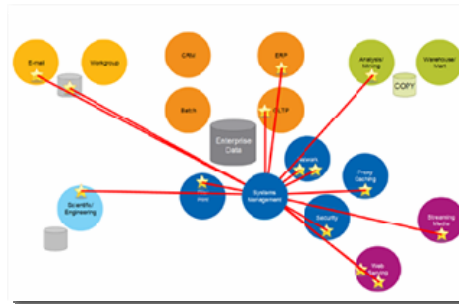 E-mail
Workgroup
CRM
ERP
Analysis/
Mining
Warehouse/
Mart
COPY
Batch
OLTP
Enterprise
Data
Network
Proxy
Caching
Scientific/
Engineering
Print
Systems
Management
Security
Streaming
Media
Web
Serving